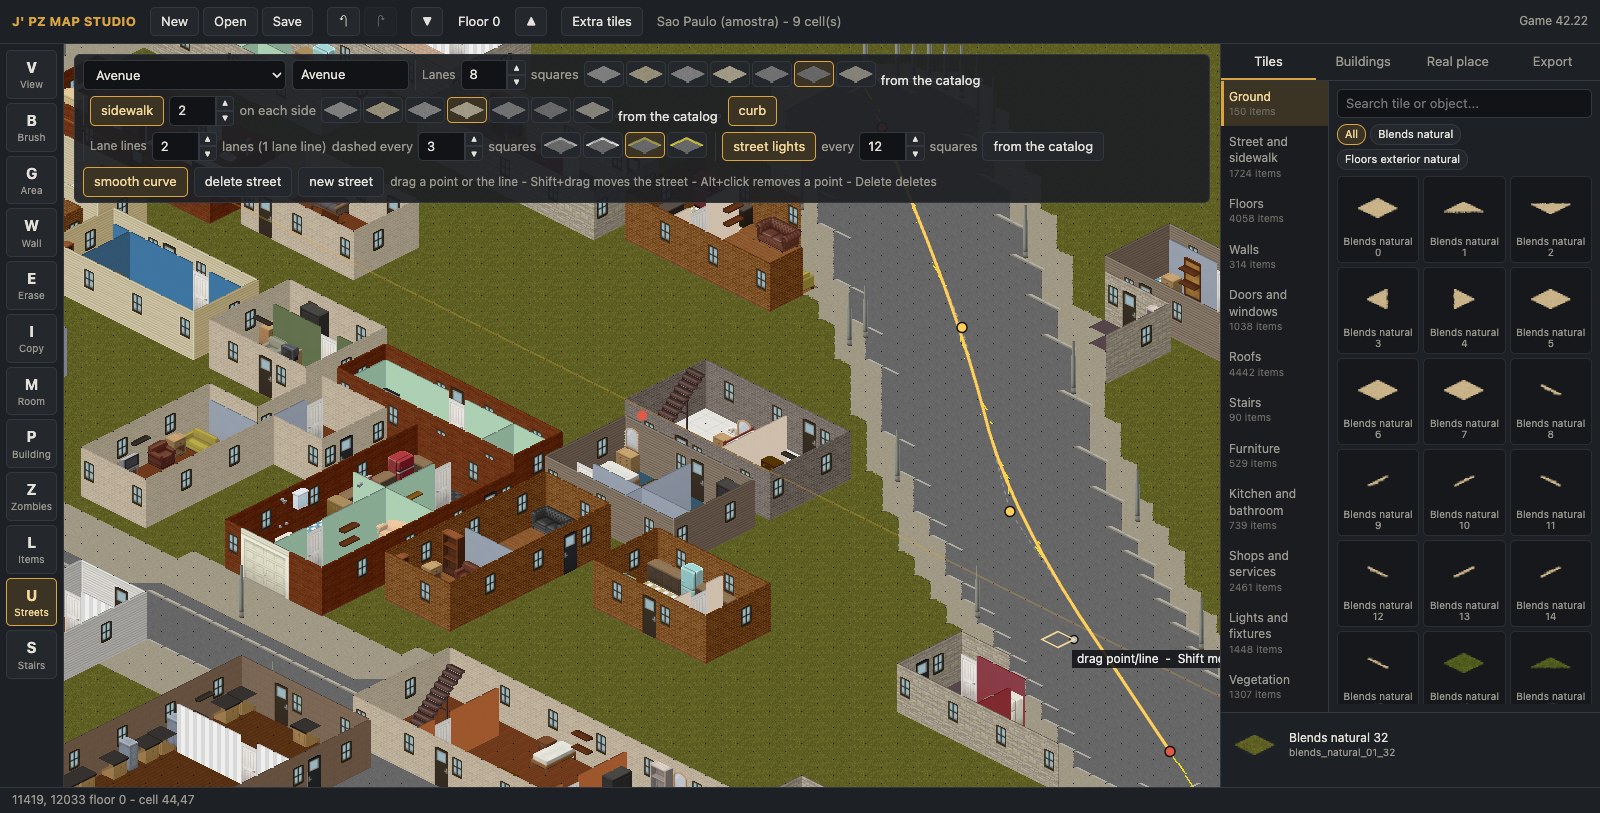 J' PZ MAP STUDIO New Open Save Floor 0 Extra tiles Sao Paulo (amostra) - 9 cell(s) Game 42.22
V
View
B
Brush
G
Area
W
Wall
E
Erase
I
Copy
M
Room
P
Building
Z
Zombies
L
Items
U
Streets
S
Stairs
Avenue Avenue Lanes 8 squares from the catalog
sidewalk 2 on each side from the catalog curb
Lane lines 2 lanes (1 lane line) dashed every 3 squares street lights every 12 squares from the catalog
smooth curve delete street new street drag a point or the line - Shift+drag moves the street - Alt+click removes a point - Delete deletes
drag point/line - Shift mo
Tiles Buildings Real place Export
Ground
150 items
Street and
sidewalk
1724 items
Floors
4058 items
Walls
314 items
Doors and
windows
1038 items
Roofs
4442 items
Stairs
90 items
Furniture
529 items
Kitchen and
bathroom
739 items
Shops and
services
2461 items
Lights and
fixtures
1448 items
Vegetation
1307 items
Search tile or object...
All Blends natural
Floors exterior natural
Blends natural Blends natural Blends natural
0 1 2
Blends natural Blends natural Blends natural
3 4 5
Blends natural Blends natural Blends natural
6 7 8
Blends natural Blends natural Blends natural
9 10 11
Blends natural Blends natural Blends natural
12 13 14
Blends natural Blends natural Blends natural
Blends natural 32
blends_natural_01_32
11419, 12033 floor 0 - cell 44,47